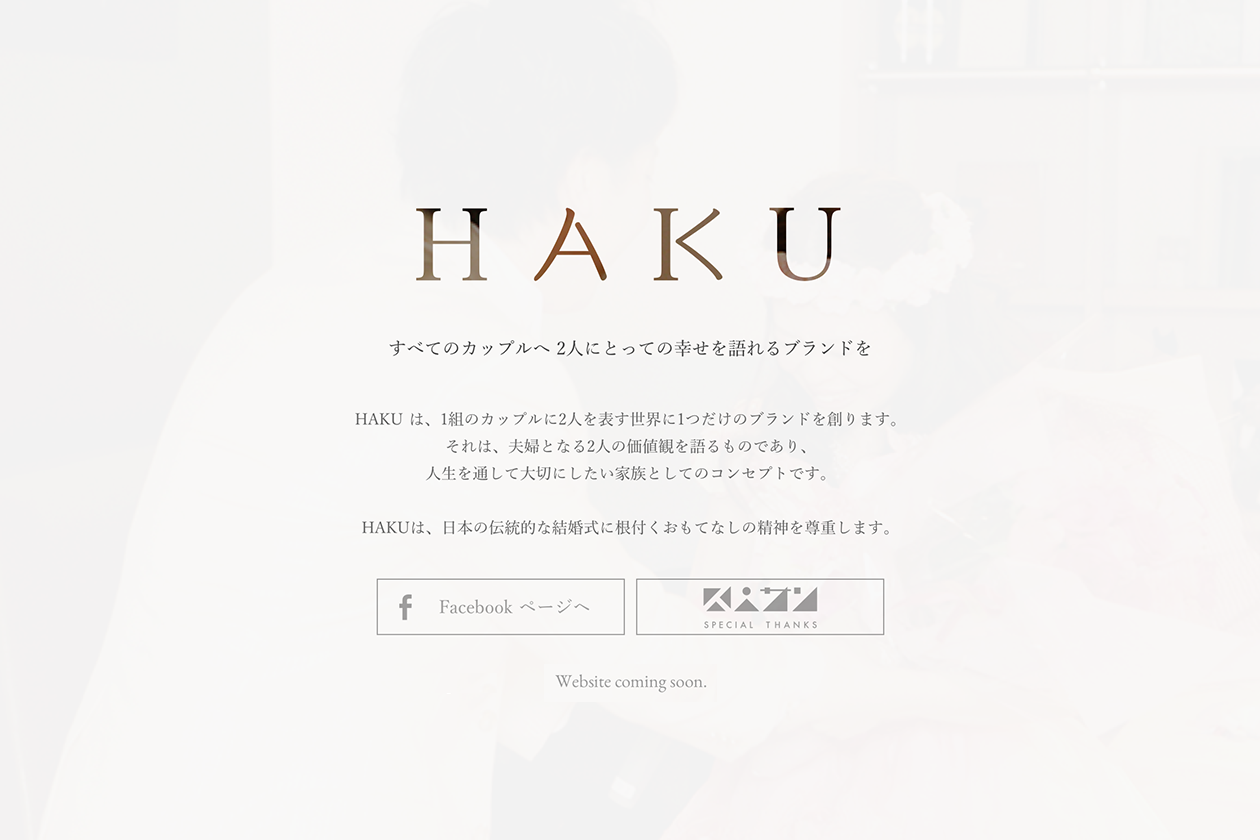 HAKU
すべてのカップルへ 2人にとっての幸せを語れるブランドを
HAKU は、1組のカップルに2人を表す世界に1つだけのブランドを創ります。
それは、夫婦となる2人の価値観を語るものであり、
人生を通して大切にしたい家族としてのコンセプトです。
HAKUは、日本の伝統的な結婚式に根付くおもてなしの精神を尊重します。
Facebook ページへ
SPECIAL THANKS
Website coming soon.